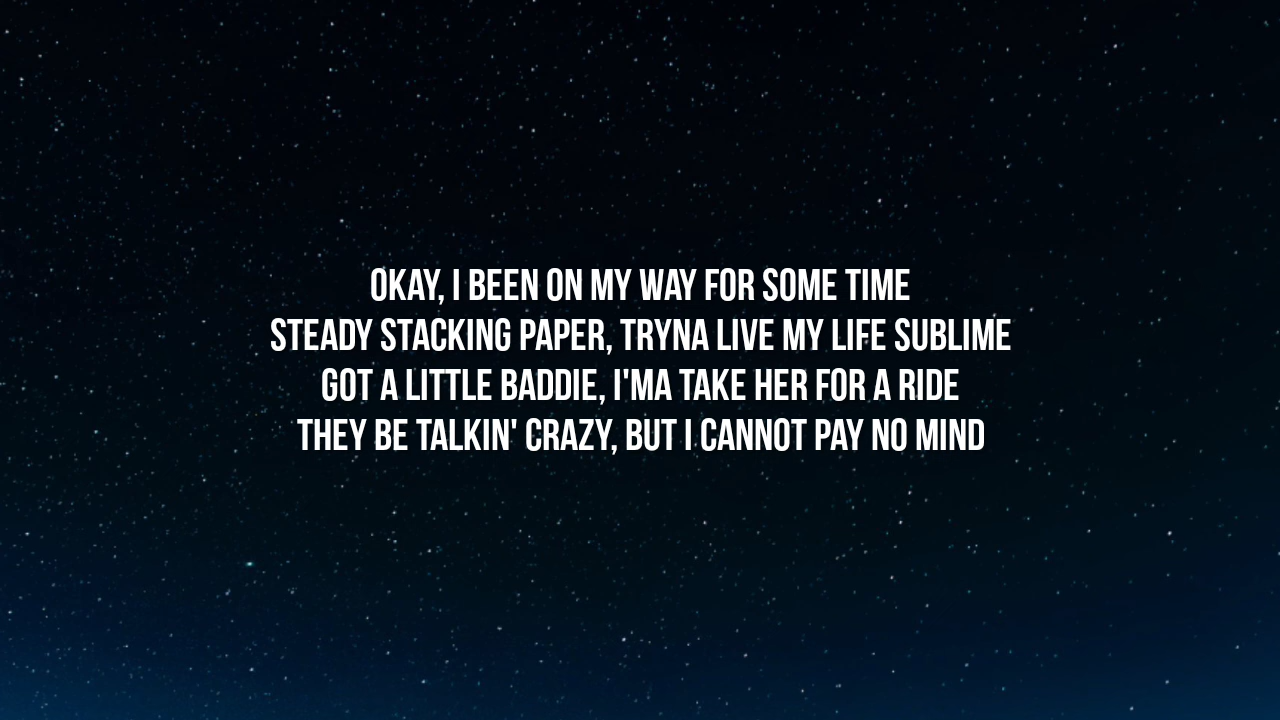 OKAY, I BEEN ON MY WAY FOR SOME TIME
STEADY STACKING PAPER, TRYNA LIVE MY LIFE SUBLIME
GOT A LITTLE BADDIE, I'MA TAKE HER FOR A RIDE
THEY BE TALKIN' CRAZY, BUT I CANNOT PAY NO MIND